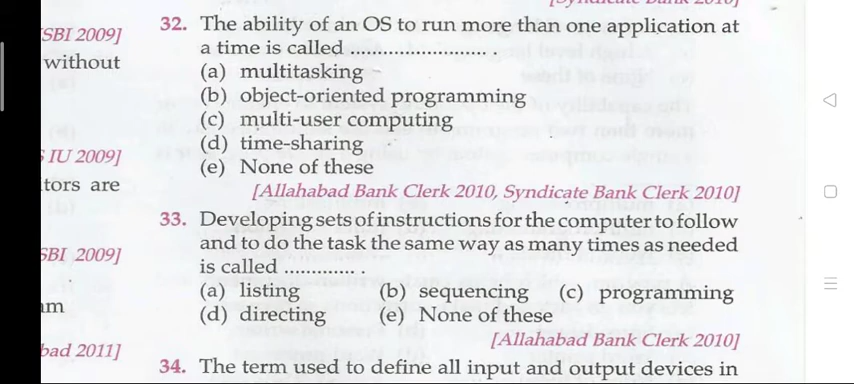 [Syndicate Bank 2010]
SBI 2009]
without
S IU 2009]
tors are
SBI 2009]
am
bad 2011]
32. The ability of an OS to run more than one application at
a time is called ........................
(a) multitasking
(b) object-oriented programming
(c) multi-user computing
(d) time-sharing
(e) None of these
[Allahabad Bank Clerk 2010, Syndicate Bank Clerk 2010]
33. Developing sets of instructions for the computer to follow
and to do the task the same way as many times as needed
is called ............. .
(a) listing (b) sequencing (c) programming
(d) directing (e) None of these
[Allahabad Bank 2010]
34. The term used to define all input and output devices in